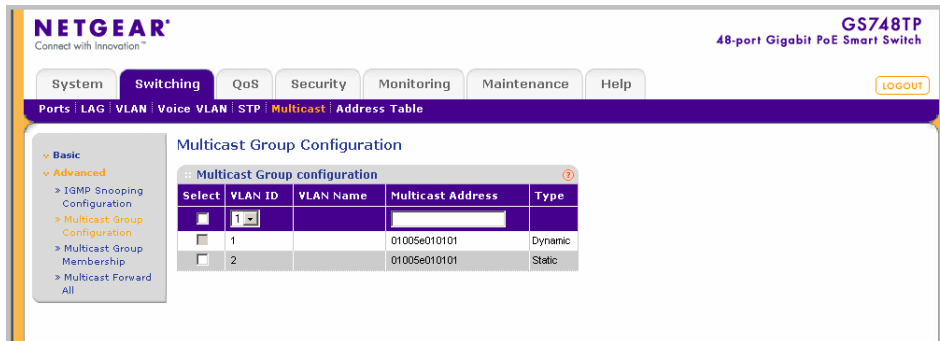 NETGEAR®
Connect with Innovation™
GS748TP
48-port Gigabit PoE Smart Switch
System Switching QoS Security Monitoring Maintenance Help
LOGOUT
Ports LAG VLAN Voice VLAN STP Multicast Address Table
Basic
Advanced
» IGMP Snooping
Configuration
» Multicast Group
Configuration
» Multicast Group
Membership
» Multicast Forward
All
Multicast Group Configuration
:: Multicast Group configuration ?
Select VLAN ID VLAN Name Multicast Address Type
1
1 01005e010101 Dynamic
2 01005e010101 Static